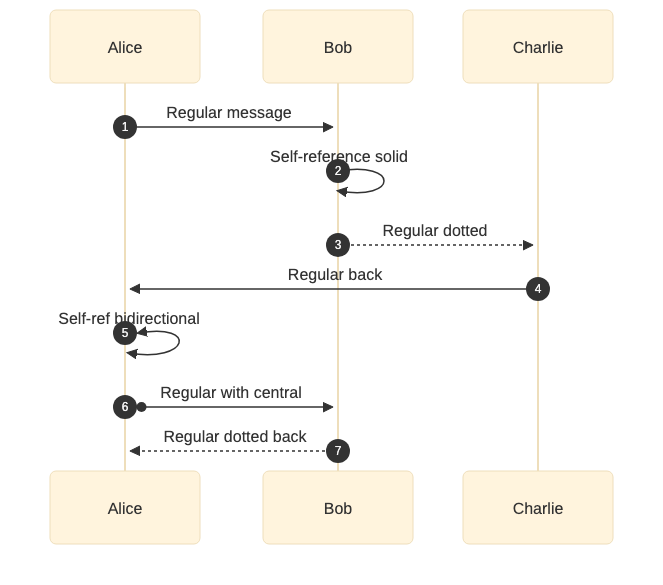 Alice
Bob
Charlie
Regular message
1
Self-reference solid
2
Regular dotted
3
Regular back
4
Self-ref bidirectional
5
Regular with central
6
Regular dotted back
7
Alice
Bob
Charlie